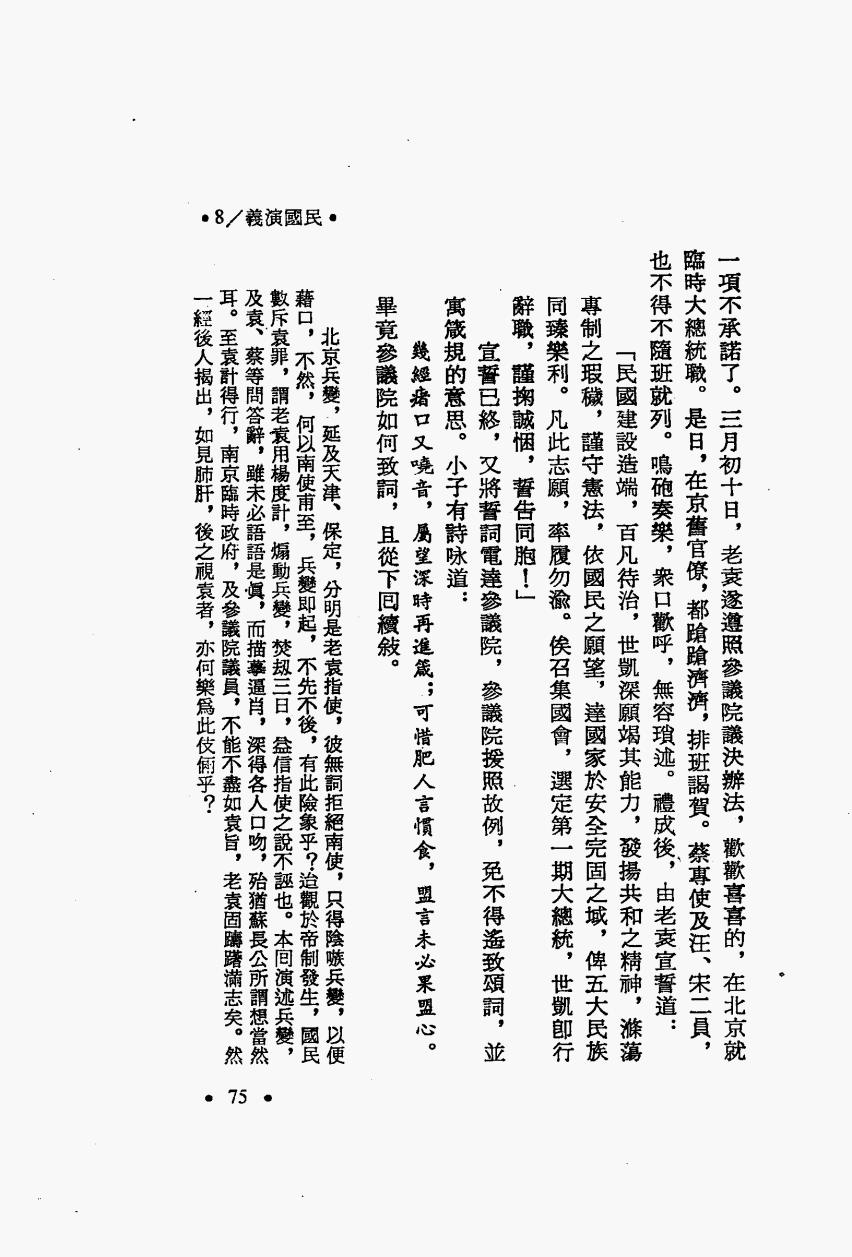 •8／義演國民•
一項不承諾了。三月初十日，老袁遂遵照參議院議決辦法，歡歡喜喜的，在北京就
臨時大總統職。是日，在京舊官僚，都蹌蹌濟濟，排班謁賀。蔡專使及汪、宋二員，
也不得不隨班就列。鳴砲奏樂，衆口歡呼，無容瑣述。禮成後，由老袁宣誓道：
「民國建設造端，百凡待治，世凱深願竭其能力，發揚共和之精神，滌蕩
專制之瑕穢，謹守憲法，依國民之願望，達國家於安全完固之域，俾五大民族
同臻樂利。凡此志願，率履勿渝。俟召集國會，選定第一期大總統，世凱卽行
辭職，謹掬誠悃，誓告同胞！」
宣誓已終，又將誓詞電達參議院，參議院援照故例，免不得遙致頌詞，並
寓箴規的意思。小子有詩咏道：
幾經瘏口又嘵音，屬望深時再進箴；可惜肥人言慣食，盟言未必果盟心。
畢竟參議院如何致詞，且從下回續敍。
北京兵變，延及天津、保定，分明是老袁指使，彼無詞拒絕南使，只得陰嗾兵變，以便
藉口，不然，何以南使甫至，兵變即起，不先不後，有此險象乎？迨觀於帝制發生，國民
數斥袁罪，謂老袁用楊度計，煽動兵變，焚刼三日，益信指使之說不誣也。本回演述兵變，
及袁、蔡等問答辭，雖未必語語是眞，而描摹逼肖，深得各人口吻，殆猶蘇長公所謂想當然
耳。至袁計得行，南京臨時政府，及參議院議員，不能不盡如袁旨，老袁固躊躇滿志矣。然
一經後人揭出，如見肺肝，後之視袁者，亦何樂爲此伎倆乎？
• 75 •